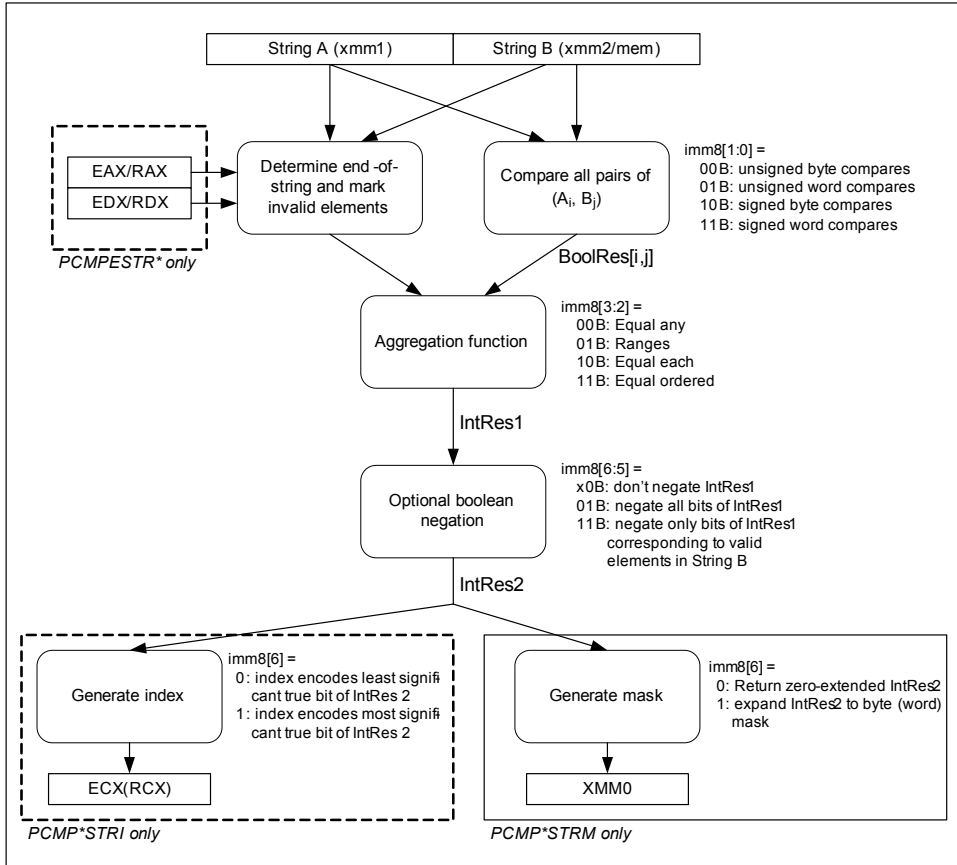 String A (xmm1)
String B (xmm2/mem)
EAX/RAX
EDX/RDX
PCMPESTR* only
Determine end -of-
string and mark
invalid elements
Compare all pairs of
(Ai, Bj)
imm8[1:0] =
00B: unsigned byte compares
01B: unsigned word compares
10B: signed byte compares
11B: signed word compares
BoolRes[i,j]
Aggregation function
imm8[3:2] =
00B: Equal any
01B: Ranges
10B: Equal each
11B: Equal ordered
IntRes1
Optional boolean
negation
imm8[6:5] =
x0B: don't negate IntRes1
01B: negate all bits of IntRes1
11B: negate only bits of IntRes1
corresponding to valid
elements in String B
IntRes2
Generate index
imm8[6] =
0: index encodes least signifi
cant true bit of IntRes 2
1: index encodes most signifi
cant true bit of IntRes 2
ECX(RCX)
PCMP*STRI only
Generate mask
imm8[6] =
0: Return zero-extended IntRes2
1: expand IntRes2 to byte (word)
mask
XMM0
PCMP*STRM only